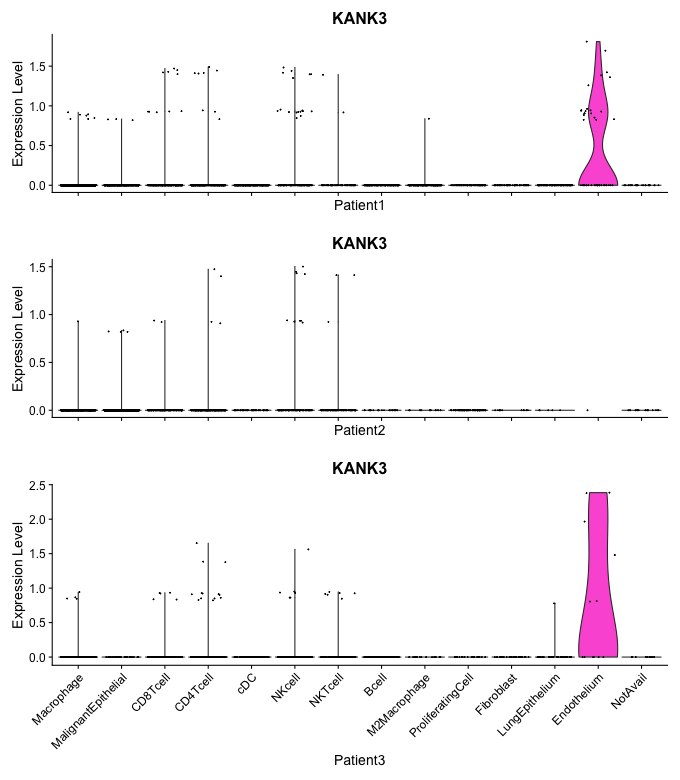 KANK3
Expression Level
1.5
1.0
0.5
0.0
Patient1
KANK3
Expression Level
1.5
1.0
0.5
0.0
Patient2
KANK3
Expression Level
2.5
2.0
1.5
1.0
0.5
0.0
Macrophage
MalignantEpithelial
CD8Tcell
CD4Tcell
cDC
NKcell
NKTcell
Bcell
M2Macrophage
ProliferatingCell
Fibroblast
LungEpithelium
Endothelium
NotAvail
Patient3